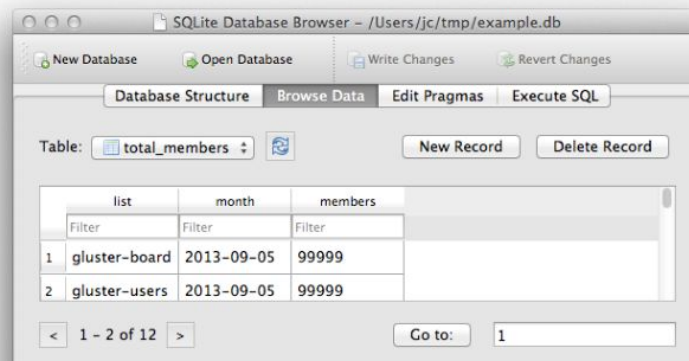 SQLite Database Browser - /Users/jc/tmp/example.db
New Database Open Database Write Changes Revert Changes
Database Structure Browse Data Edit Pragmas Execute SQL
Table: total_members New Record Delete Record
list month members
Filter Filter Filter
1 gluster-board 2013-09-05 99999
2 gluster-users 2013-09-05 99999
< 1 - 2 of 12 > Go to: 1